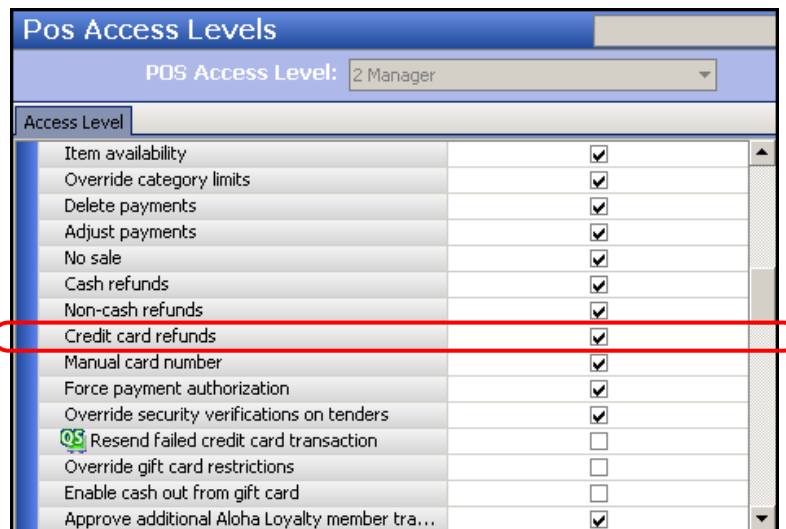 Pos Access Levels
POS Access Level: 2 Manager
Access Level
Item availability
Override category limits
Delete payments
Adjust payments
No sale
Cash refunds
Non-cash refunds
Credit card refunds
Manual card number
Force payment authorization
Override security verifications on tenders
QS Resend failed credit card transaction
Override gift card restrictions
Enable cash out from gift card
Approve additional Aloha Loyalty member tra...